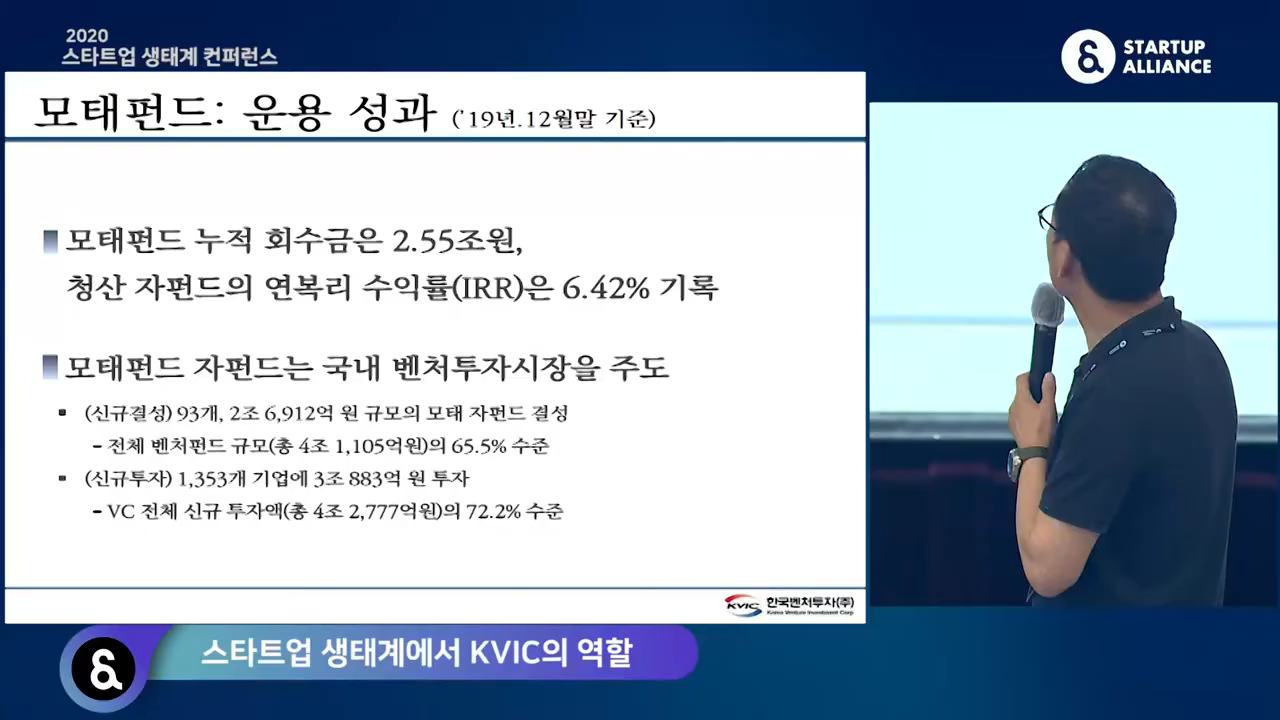 2020
스타트업 생태계 컨퍼런스
STARTUP
ALLIANCE
모태펀드: 운용 성과 ('19년.12월말 기준)
모태펀드 누적 회수금은 2.55조원,
청산 자펀드의 연복리 수익률(IRR)은 6.42% 기록
모태펀드 자펀드는 국내 벤처투자시장을 주도
(신규결성) 93개, 2조 6,912억 원 규모의 모태 자펀드 결성
- 전체 벤처펀드 규모(총 4조 1,105억원)의 65.5% 수준
(신규투자) 1,353개 기업에 3조 883억 원 투자
- VC 전체 신규 투자액(총 4조 2,777억원)의 72.2% 수준
KVIC 한국벤처투자(주)
Korea Venture Investment Corp
스타트업 생태계에서 KVIC의 역할